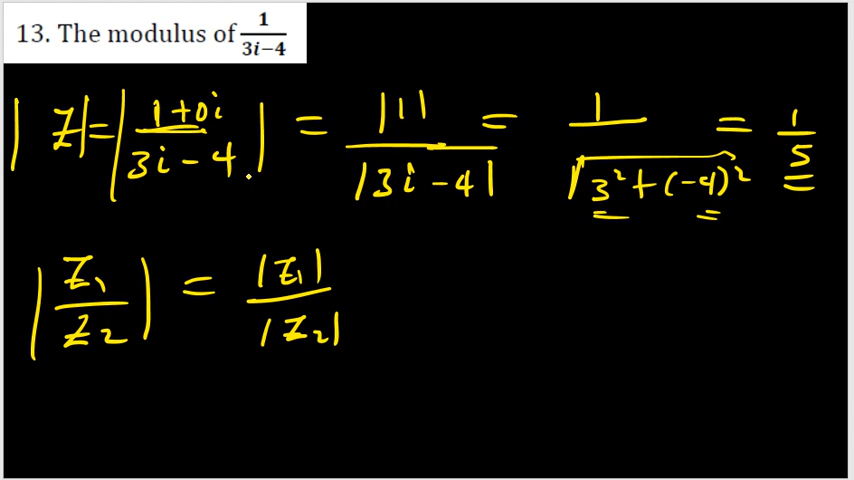 13. The modulus of 1/(3i−4)
|Z| = |(1+0i)/(3i−4)| = |1|/|3i−4| = 1/√(3²+(−4)²) = 1/5
|Z₁/Z₂| = |Z₁|/|Z₂|